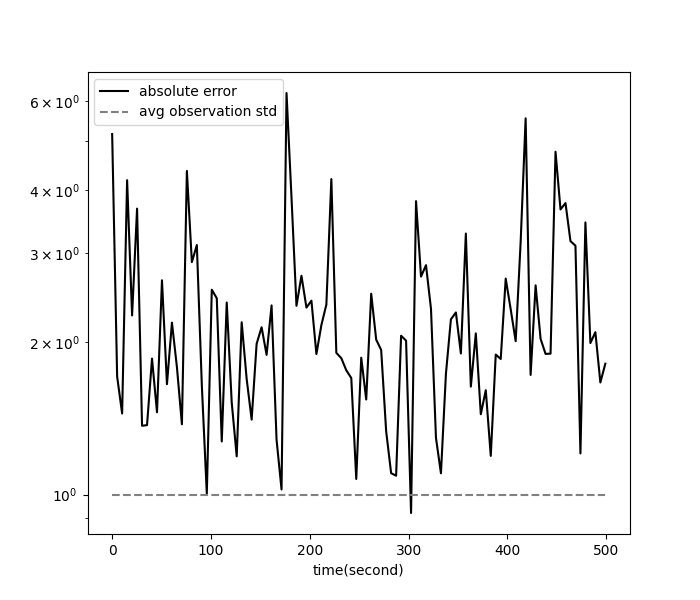 absolute error
avg observation std
6 × 10⁰
4 × 10⁰
3 × 10⁰
2 × 10⁰
10⁰
0 100 200 300 400 500
time(second)